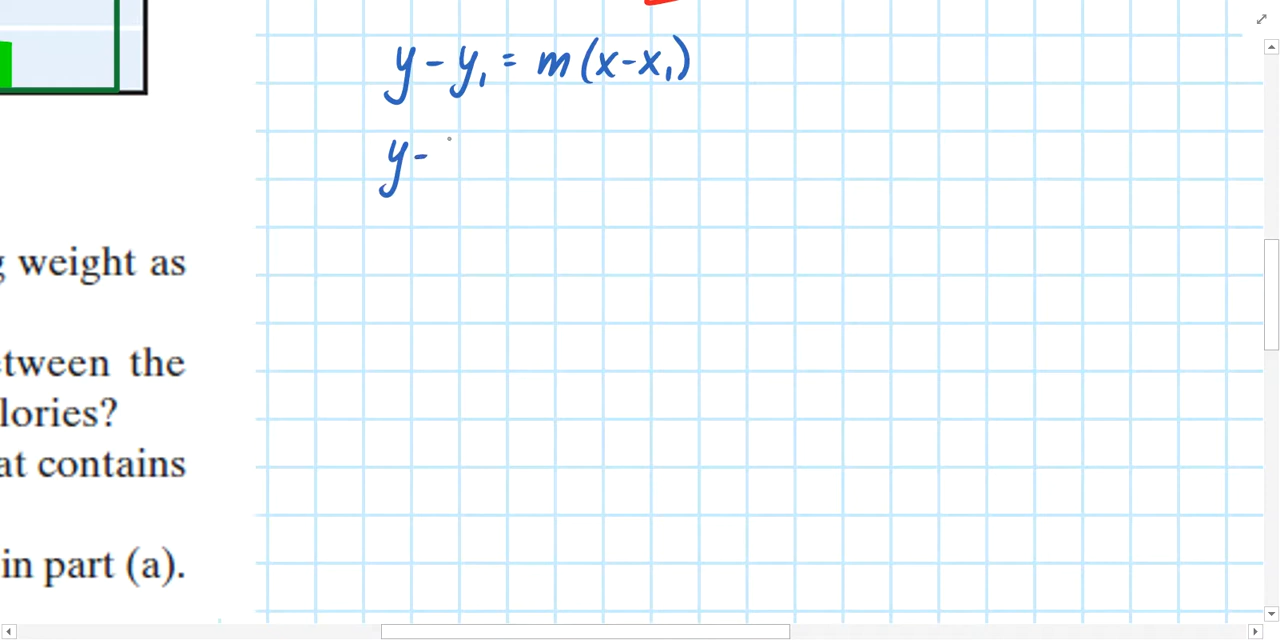 y - y₁ = m(x - x₁)
y -
weight as
tween the
lories?
at contains
in part (a).